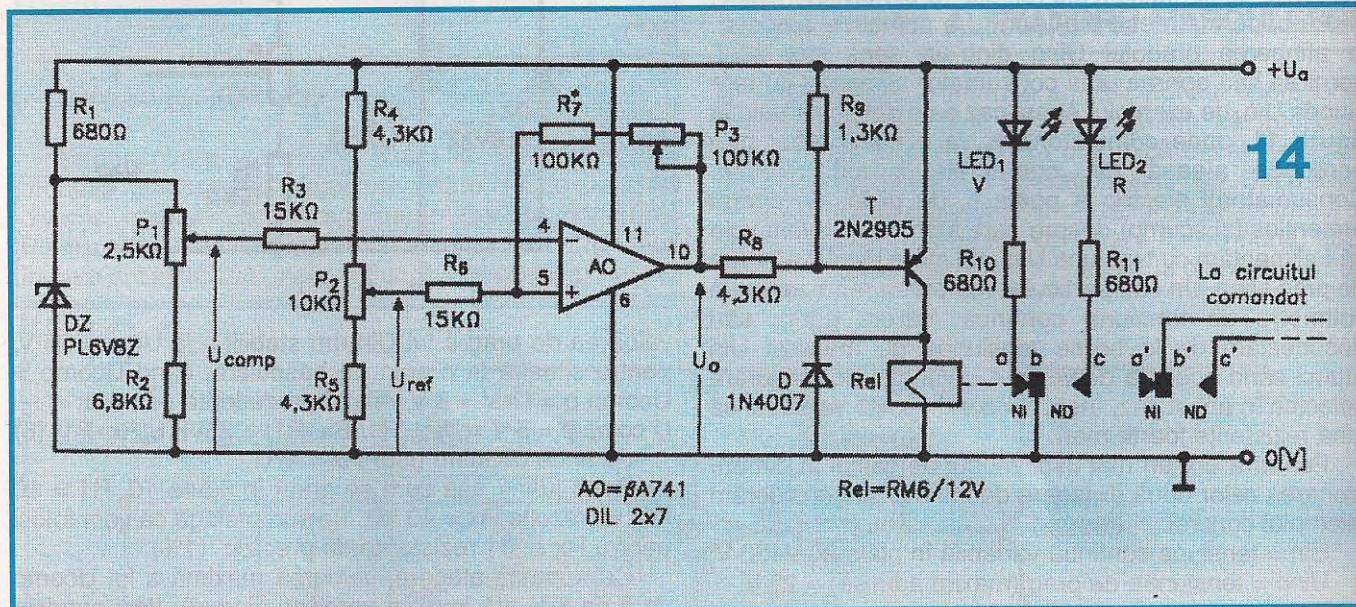 +Ua
14
R1
680Ω
R4
4,3KΩ
R7*
100KΩ
P3
100KΩ
R9
1,3KΩ
LED1
V
LED2
R
T
2N2905
P1
2,5KΩ
R3
15KΩ
4
11
10
R8
4,3KΩ
AO
5
6
P2
10KΩ
R6
15KΩ
R10
680Ω
R11
680Ω
La circuitul
comandat
DZ
PL6V8Z
Ucomp
Uref
Uo
R2
6,8KΩ
R5
4,3KΩ
D
1N4007
Rel
a b c a' b' c'
NI ND NI ND
0[V]
AO=βA741
DIL 2x7
Rel=RM6/12V